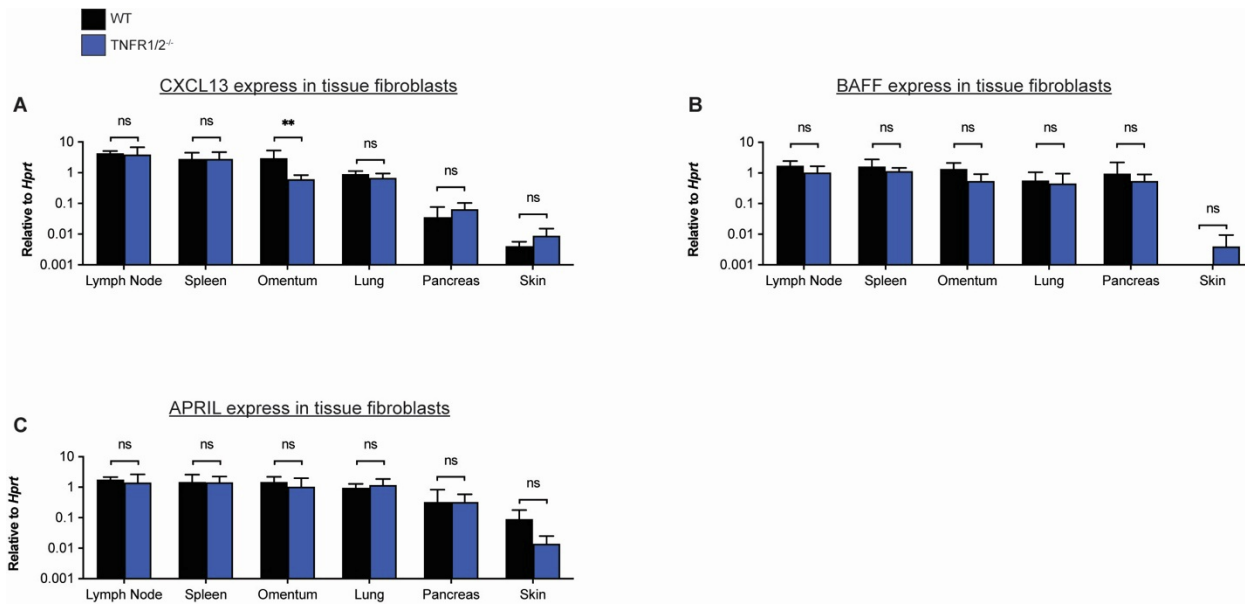 WT
TNFR1/2-/-
CXCL13 express in tissue fibroblasts
A
ns
ns
**
ns
ns
ns
Relative to Hprt
10
1
0.1
0.01
0.001
Lymph Node Spleen Omentum Lung Pancreas Skin
BAFF express in tissue fibroblasts
B
ns
ns
ns
ns
ns
ns
Relative to Hprt
10
1
0.1
0.01
0.001
Lymph Node Spleen Omentum Lung Pancreas Skin
APRIL express in tissue fibroblasts
C
ns
ns
ns
ns
ns
ns
Relative to Hprt
10
1
0.1
0.01
0.001
Lymph Node Spleen Omentum Lung Pancreas Skin